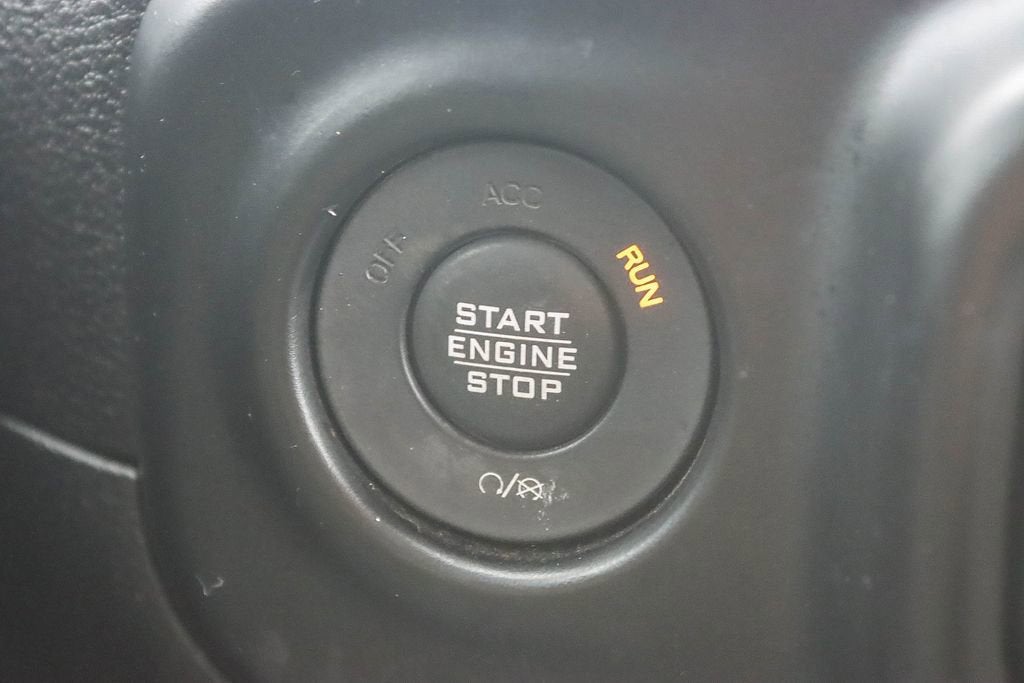 ACC
OFF
RUN
START
ENGINE
STOP